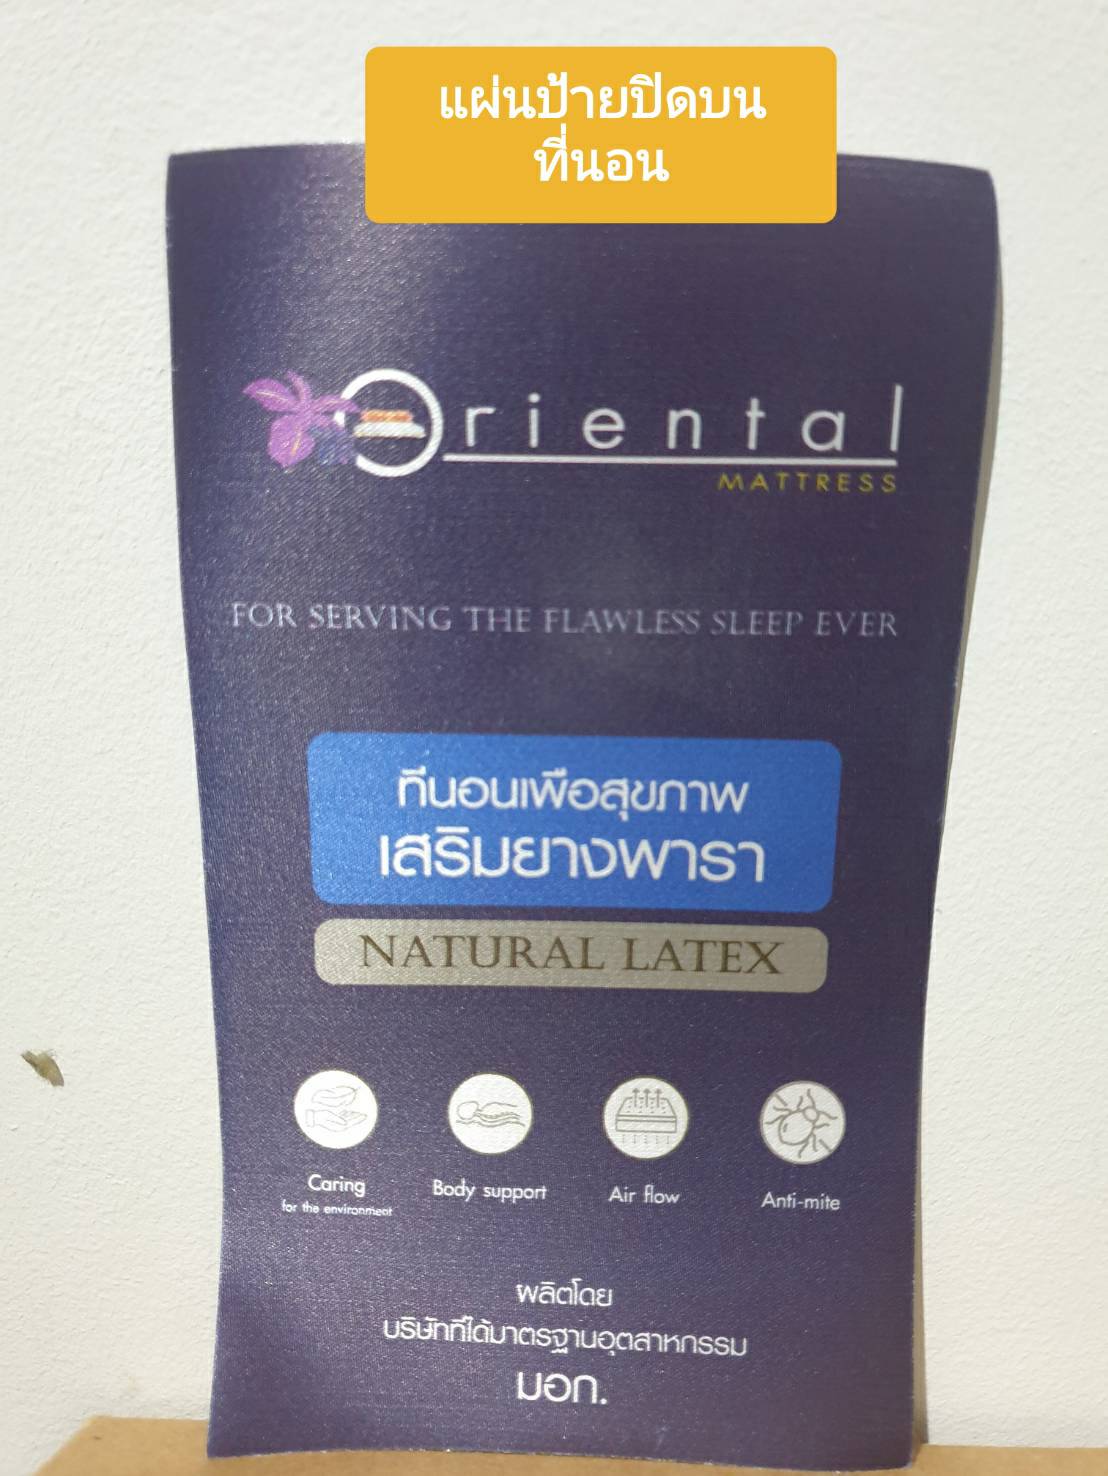 แผ่นป้ายปิดบน
ที่นอน
Oriental
MATTRESS
FOR SERVING THE FLAWLESS SLEEP EVER
ที่นอนเพื่อสุขภาพ
เสริมยางพารา
NATURAL LATEX
Caring
for the environment
Body support
Air flow
Anti-mite
ผลิตโดย
บริษัทที่ได้มาตรฐานอุตสาหกรรม
มอก.